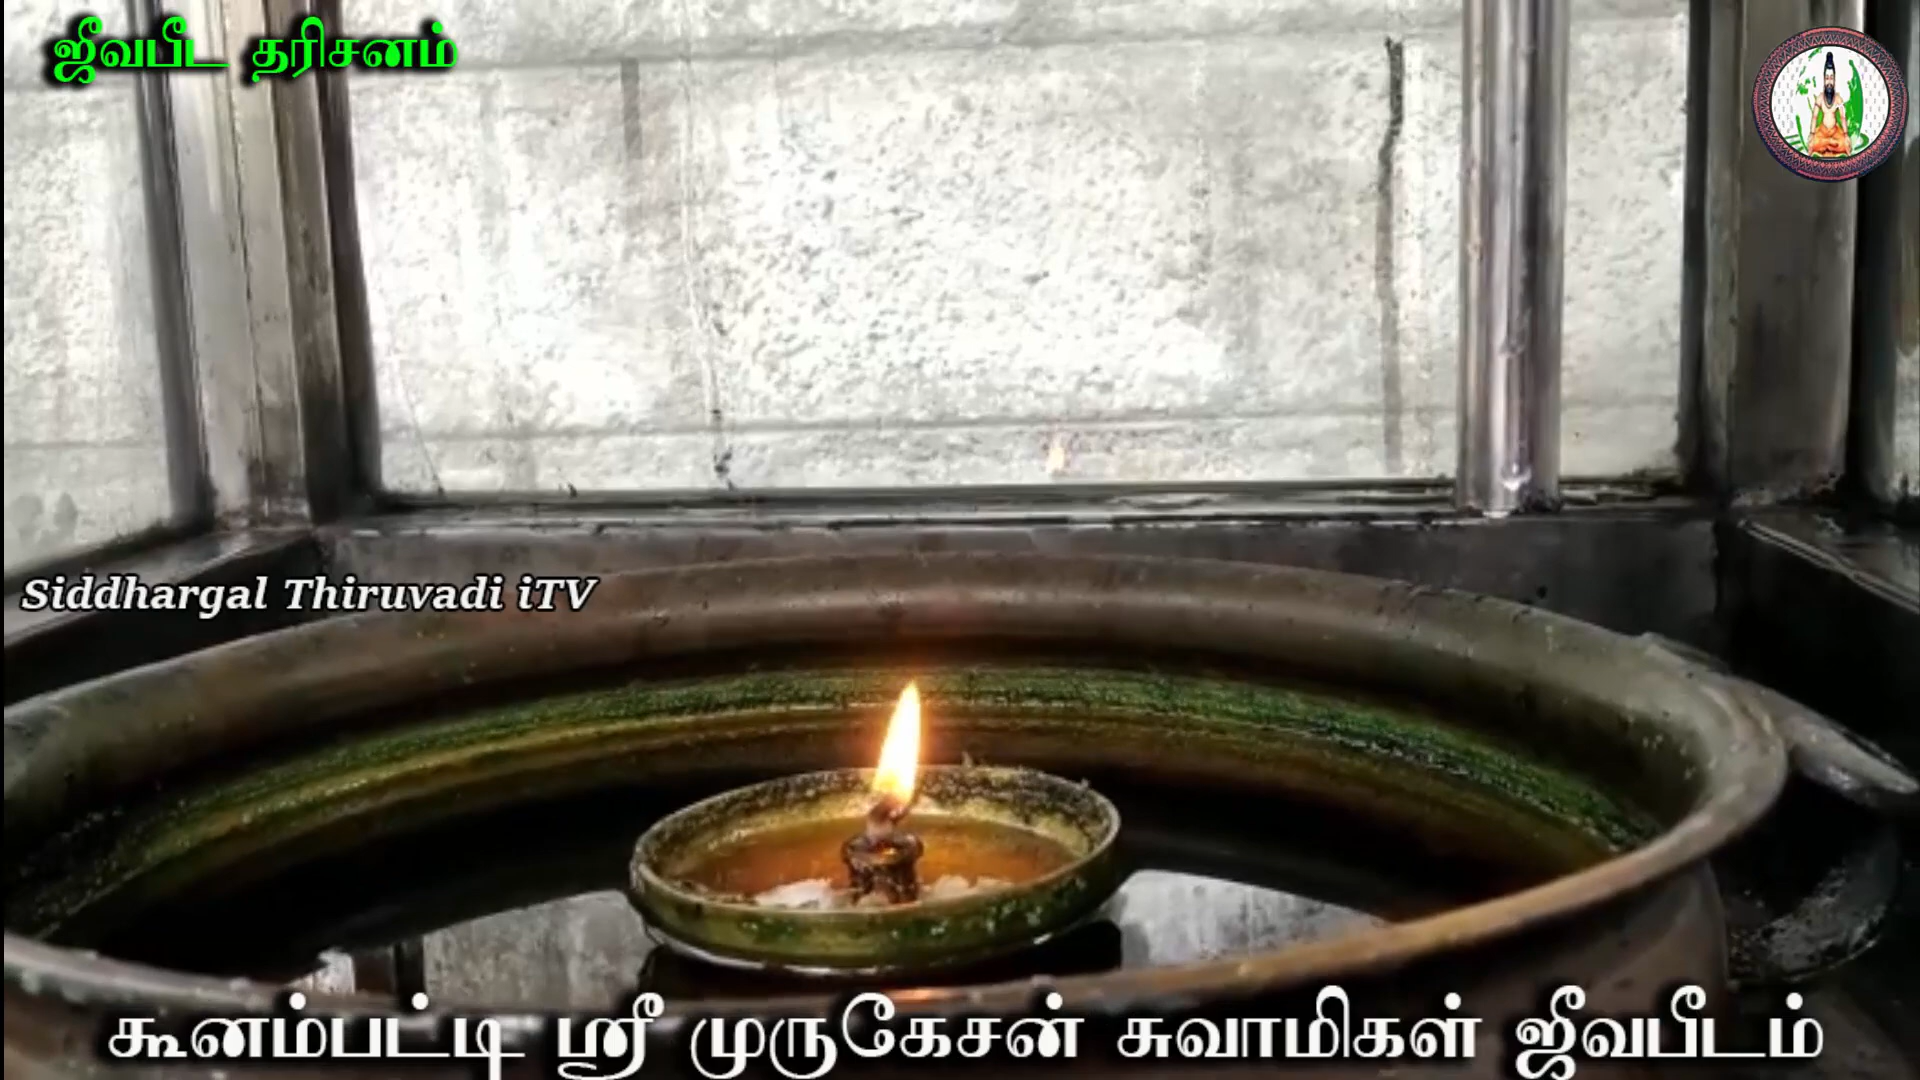 ஜீவபீட தரிசனம்
Siddhargal Thiruvadi iTV
கூனம்பட்டி ஸ்ரீ முருகேசன் சுவாமிகள் ஜீவபீடம்